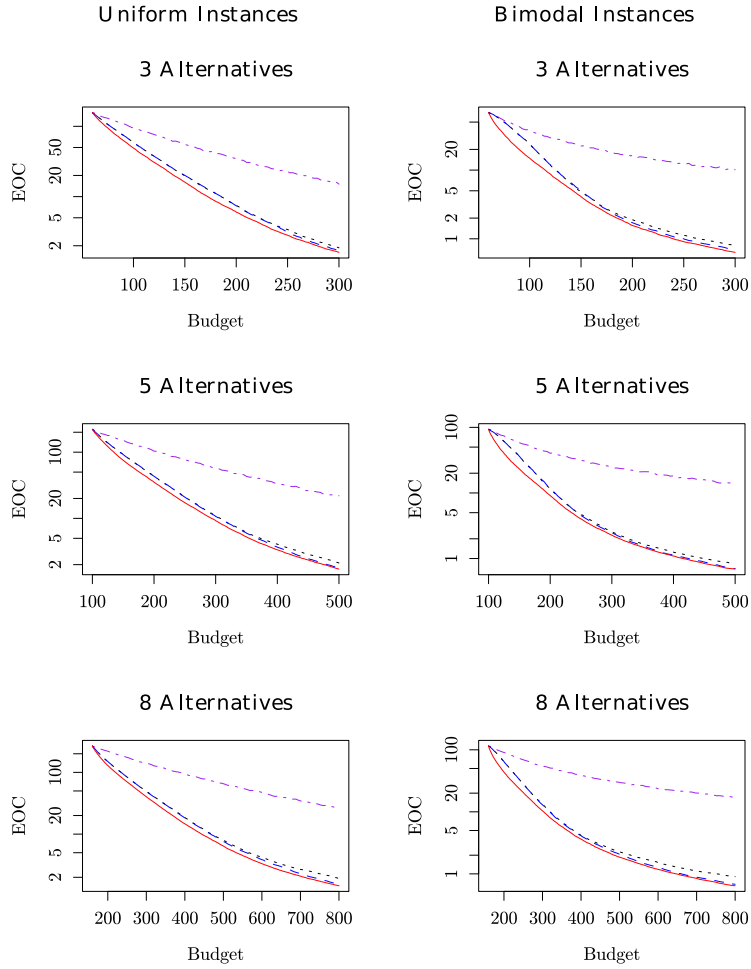 Uniform Instances Bimodal Instances
3 Alternatives 3 Alternatives
EOC
50
20
5
2
100 150 200 250 300
Budget
EOC
20
5
2
1
100 150 200 250 300
Budget
5 Alternatives 5 Alternatives
EOC
100
20
5
2
100 200 300 400 500
Budget
EOC
100
20
5
1
100 200 300 400 500
Budget
8 Alternatives 8 Alternatives
EOC
100
20
5
2
200 300 400 500 600 700 800
Budget
EOC
100
20
5
1
200 300 400 500 600 700 800
Budget